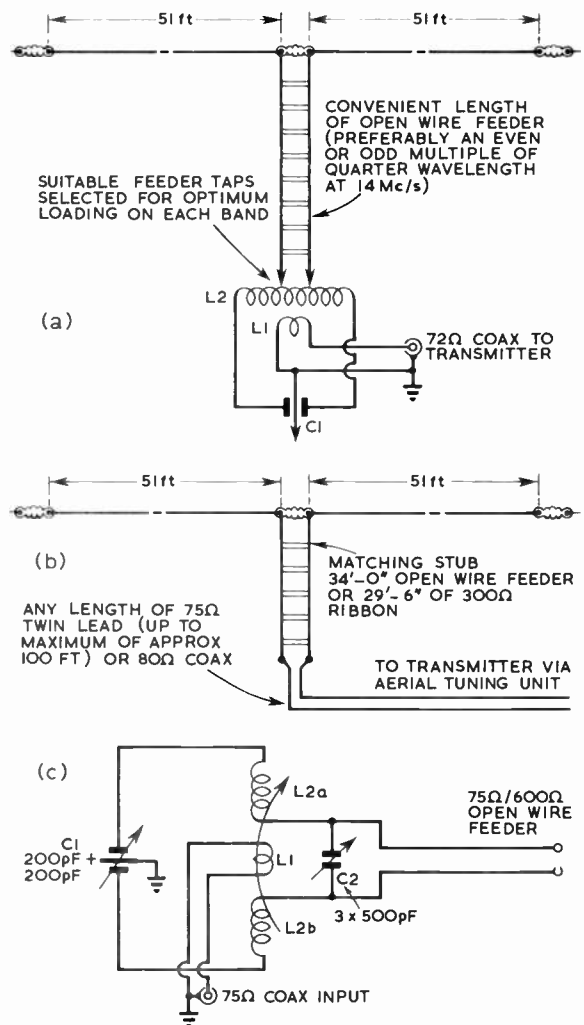 51ft
51ft
CONVENIENT LENGTH
OF OPEN WIRE FEEDER
(PREFERABLY AN EVEN
OR ODD MULTIPLE OF
QUARTER WAVELENGTH
AT 14Mc/s)
SUITABLE FEEDER TAPS
SELECTED FOR OPTIMUM
LOADING ON EACH BAND
L2
L1
(a)
72Ω COAX TO
TRANSMITTER
C1
51ft
51ft
(b)
MATCHING STUB
34'-0" OPEN WIRE FEEDER
OR 29'-6" OF 300Ω
RIBBON
ANY LENGTH OF 75Ω
TWIN LEAD (UP TO
MAXIMUM OF APPROX
100 FT) OR 80Ω COAX
TO TRANSMITTER VIA
AERIAL TUNING UNIT
(c)
L2a
75Ω/600Ω
OPEN WIRE
FEEDER
C1
200pF +
200pF
L1
C2
3 x 500pF
L2b
75Ω COAX INPUT